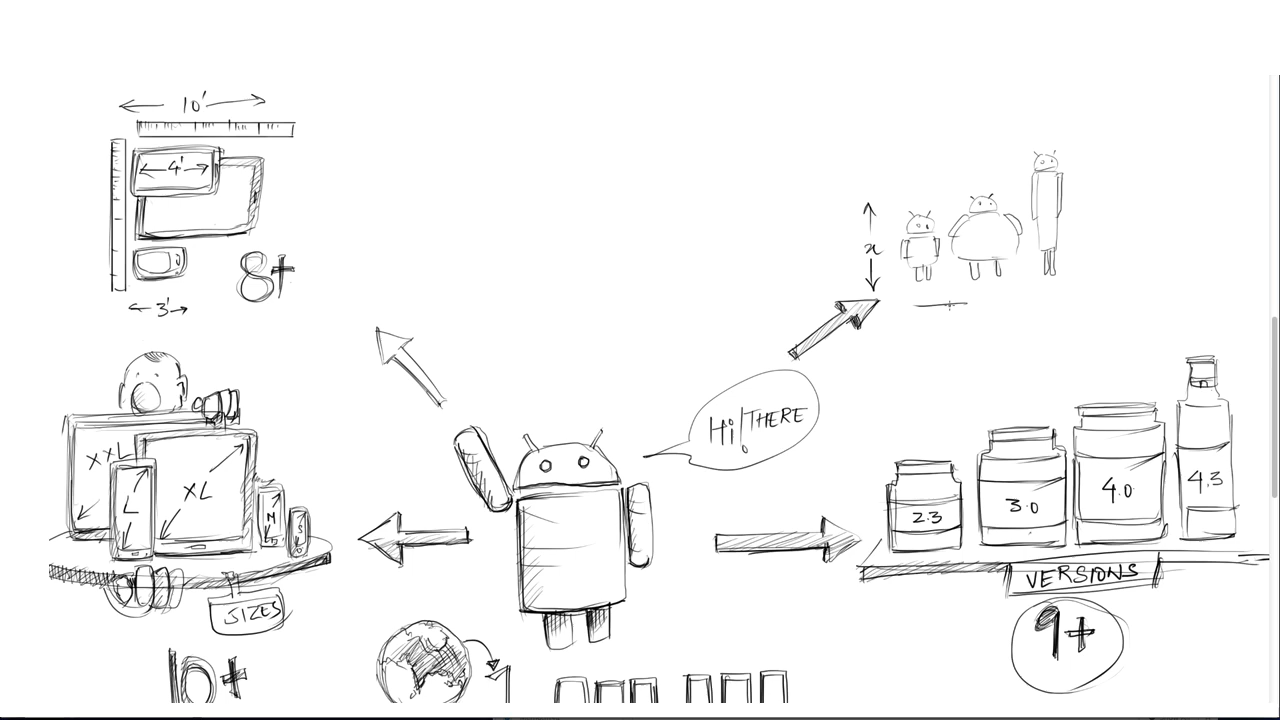 10'
4'
8+
3'
x
Hi! THERE
XXL
L
XL
M
S
SIZES
2.3
3.0
4.0
4.3
VERSIONS
9+